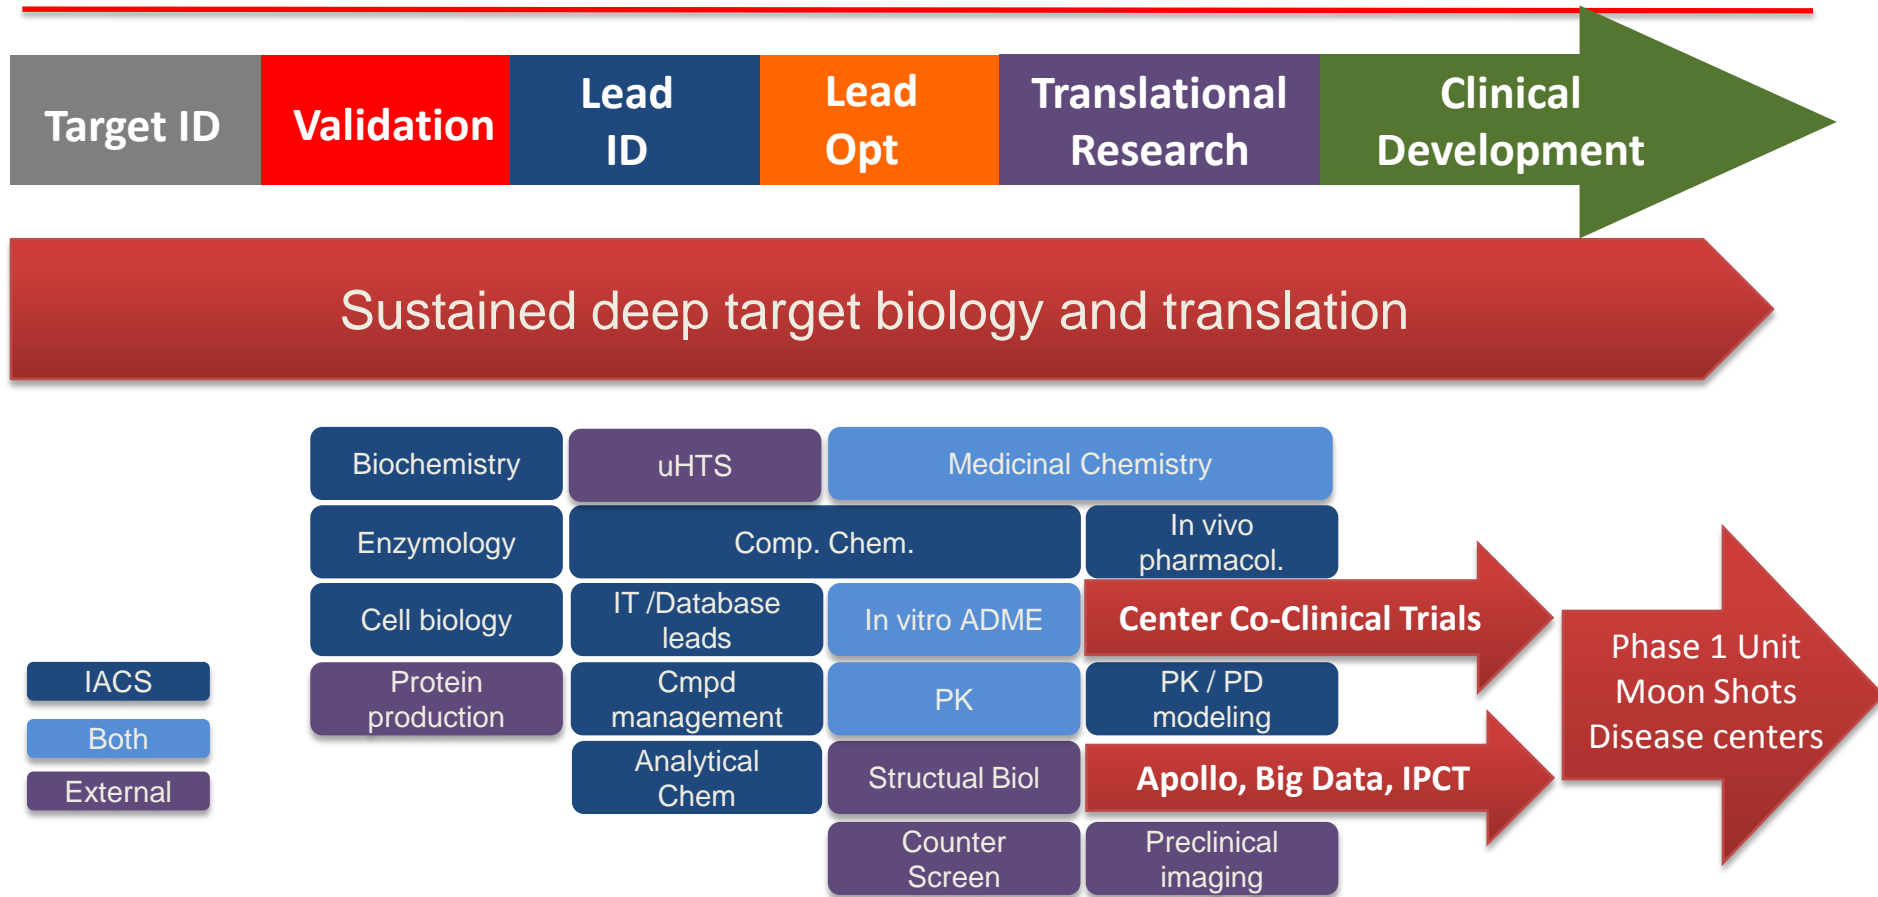 Target ID
Validation
Lead
ID
Lead
Opt
Translational
Research
Clinical
Development
Sustained deep target biology and translation
Biochemistry
uHTS
Medicinal Chemistry
Enzymology
Comp. Chem.
In vivo
pharmacol.
Cell biology
IT /Database
leads
In vitro ADME
Center Co-Clinical Trials
Protein
production
Cmpd
management
PK
PK / PD
modeling
Analytical
Chem
Structual Biol
Apollo, Big Data, IPCT
Counter
Screen
Preclinical
imaging
Phase 1 Unit
Moon Shots
Disease centers
IACS
Both
External